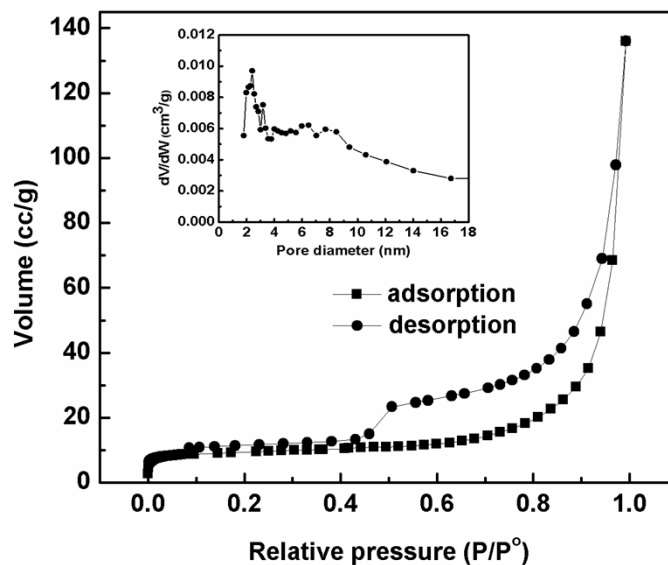 140
120
100
80
60
40
20
0
Volume (cc/g)
0.012
0.010
0.008
0.006
0.004
0.002
0.000
dV/dW (cm³/g)
0 2 4 6 8 10 12 14 16 18
Pore diameter (nm)
adsorption
desorption
0.0 0.2 0.4 0.6 0.8 1.0
Relative pressure (P/P°)